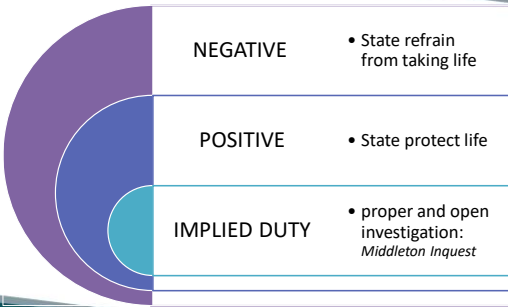 NEGATIVE
• State refrain
from taking life
POSITIVE
• State protect life
IMPLIED DUTY
• proper and open
investigation:
Middleton Inquest